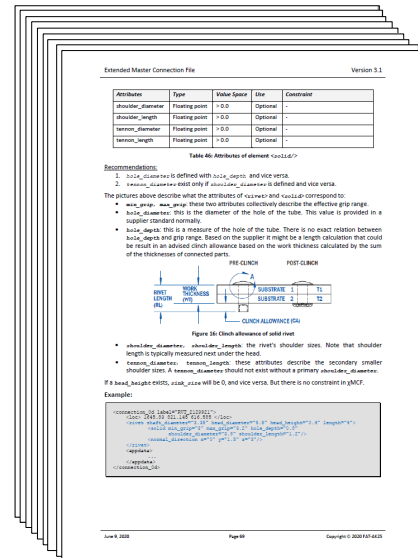 Extended Master Connection File Version 3.1
Attributes Type Value Space Use Constraint
shoulder_diameter Floating point > 0.0 Optional -
shoulder_length Floating point > 0.0 Optional -
tennon_diameter Floating point > 0.0 Optional -
tennon_length Floating point > 0.0 Optional -
Table 46: Attributes of element <solid/>
Recommendations:
1. hole_diameter is defined with hole_depth and vice versa.
2. tennon_diameter exist only if shoulder_diameter is defined and vice versa.
The pictures above describe what the attributes of <rivet> and <solid> correspond to:
• min_grip, max_grip: these two attributes collectively describe the effective grip range.
• hole_diameter: this is the diameter of the hole of the tube. This value is provided in a
supplier standard normally.
• hole_depth: this is a measure of the hole of the tube. There is no exact relation between
hole_depth and grip range. Based on the supplier it might be a length calculation that could
be result in an advised clinch allowance based on the work thickness calculated by the sum
of the thicknesses of connected parts.
PRE-CLINCH POST-CLINCH
A
RIVET LENGTH (RL)
WORK THICKNESS (WT)
SUBSTRATE 1 T1
SUBSTRATE 2 T2
CLINCH ALLOWANCE (CA)
Figure 16: Clinch allowance of solid rivet
• shoulder_diameter, shoulder_length: the rivet's shoulder sizes. Note that shoulder
length is typically measured next under the head.
• tennon_diameter, tennon_length: these attributes describe the secondary smaller
shoulder sizes. A tennon_diameter should not exist without a primary shoulder_diameter.
If a head_height exists, sink_size will be 0, and vice versa. But there is no constraint in χMCF.
Example:
<loc> 1845.89 821.145 616.898 </loc>
</rivet>
<appdata>
...
</appdata>
</connection_0d>
June 9, 2020 Page 69 Copyright © 2020 FAT-AK25